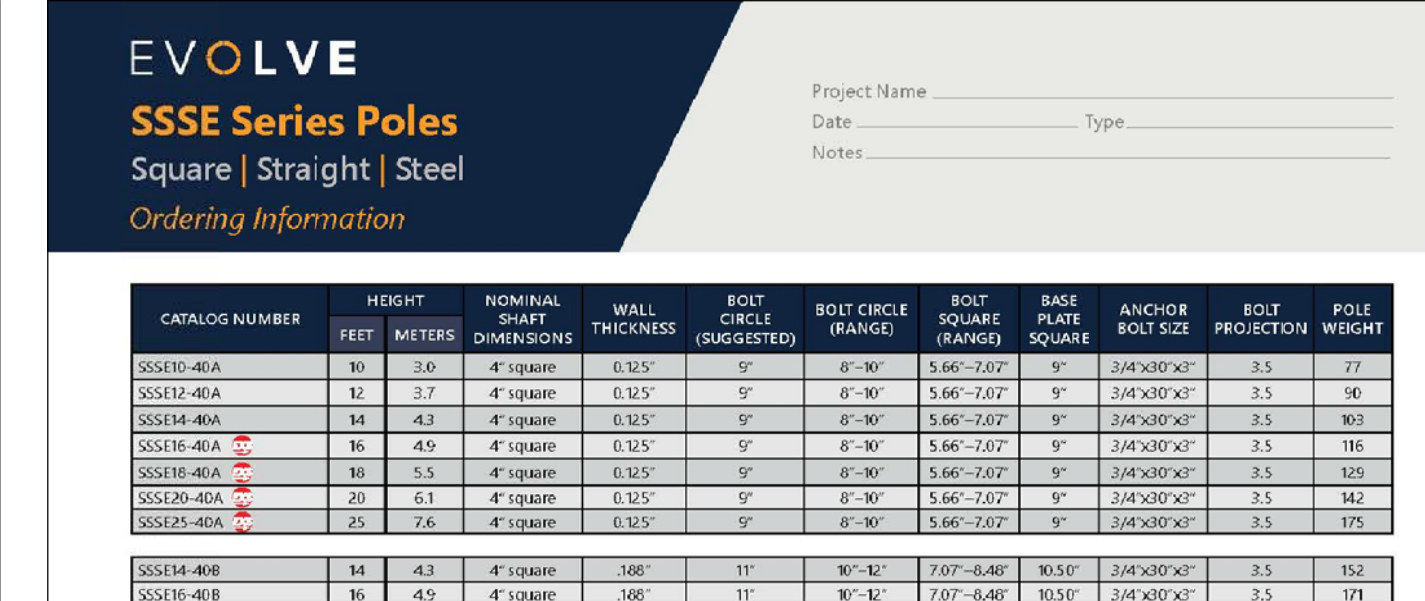 EVOLVE
SSSE Series Poles
Square | Straight | Steel
Ordering Information
Project Name
Date Type
Notes
CATALOG NUMBER HEIGHT FEET METERS NOMINAL SHAFT DIMENSIONS WALL THICKNESS BOLT CIRCLE (SUGGESTED) BOLT CIRCLE (RANGE) BOLT SQUARE (RANGE) BASE PLATE SQUARE ANCHOR BOLT SIZE BOLT PROJECTION POLE WEIGHT
SSSE10-40A 10 3.0 4" square 0.125" 9" 8"–10" 5.66"–7.07" 9" 3/4"x30"x3" 3.5 77
SSSE12-40A 12 3.7 4" square 0.125" 9" 8"–10" 5.66"–7.07" 9" 3/4"x30"x3" 3.5 90
SSSE14-40A 14 4.3 4" square 0.125" 9" 8"–10" 5.66"–7.07" 9" 3/4"x30"x3" 3.5 103
SSSE16-40A 16 4.9 4" square 0.125" 9" 8"–10" 5.66"–7.07" 9" 3/4"x30"x3" 3.5 116
SSSE18-40A 18 5.5 4" square 0.125" 9" 8"–10" 5.66"–7.07" 9" 3/4"x30"x3" 3.5 129
SSSE20-40A 20 6.1 4" square 0.125" 9" 8"–10" 5.66"–7.07" 9" 3/4"x30"x3" 3.5 142
SSSE25-40A 25 7.6 4" square 0.125" 9" 8"–10" 5.66"–7.07" 9" 3/4"x30"x3" 3.5 175
SSSE14-40B 14 4.3 4" square .188" 11" 10"–12" 7.07"–8.48" 10.50" 3/4"x30"x3" 3.5 152
SSSE16-40B 16 4.9 4" square .188" 11" 10"–12" 7.07"–8.48" 10.50" 3/4"x30"x3" 3.5 171